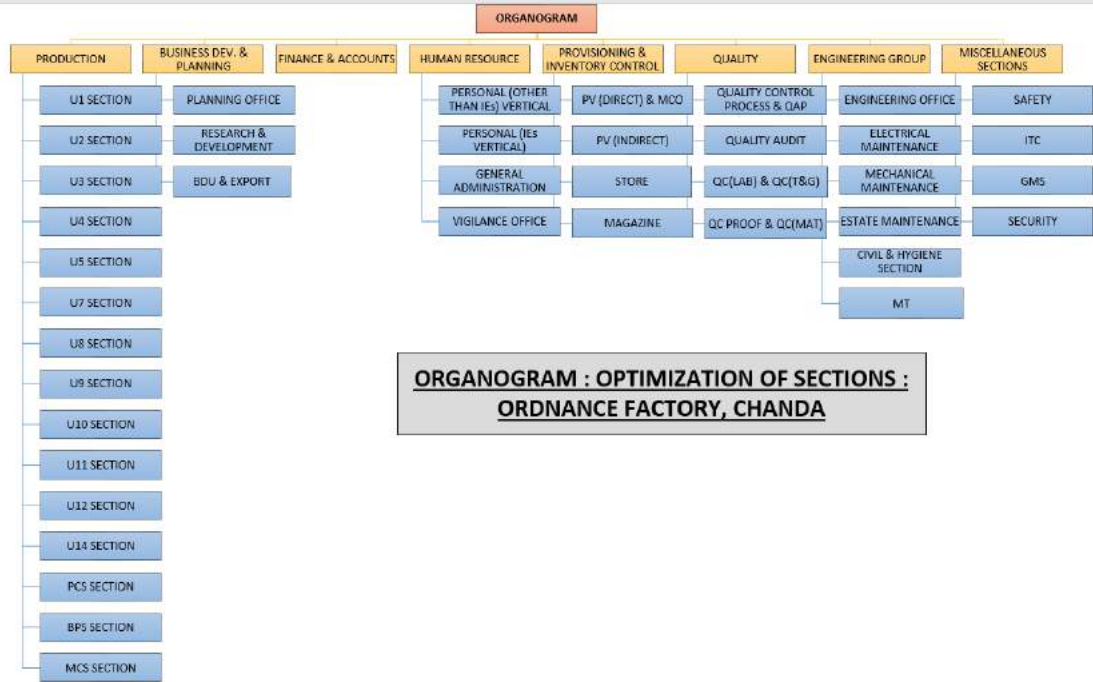 ORGANOGRAM
PRODUCTION
BUSINESS DEV. &
PLANNING
FINANCE & ACCOUNTS
HUMAN RESOURCE
PROVISIONING &
INVENTORY CONTROL
QUALITY
ENGINEERING GROUP
MISCELLANEOUS
SECTIONS
U1 SECTION
U2 SECTION
U3 SECTION
U4 SECTION
U5 SECTION
U7 SECTION
U8 SECTION
U9 SECTION
U10 SECTION
U11 SECTION
U12 SECTION
U14 SECTION
PCS SECTION
BPS SECTION
MCS SECTION
PLANNING OFFICE
RESEARCH &
DEVELOPMENT
BDU & EXPORT
PERSONAL (OTHER
THAN IEs) VERTICAL
PERSONAL (IEs
VERTICAL)
GENERAL
ADMINISTRATION
VIGILANCE OFFICE
PV (DIRECT) & MCO
PV (INDIRECT)
STORE
MAGAZINE
QUALITY CONTROL
PROCESS & QAP
QUALITY AUDIT
QC(LAB) & QC(T&G)
QC PROOF & QC(MAT)
ENGINEERING OFFICE
ELECTRICAL
MAINTENANCE
MECHANICAL
MAINTENANCE
ESTATE MAINTENANCE
CIVIL & HYGIENE
SECTION
MT
SAFETY
ITC
GMS
SECURITY
ORGANOGRAM : OPTIMIZATION OF SECTIONS :
ORDNANCE FACTORY, CHANDA